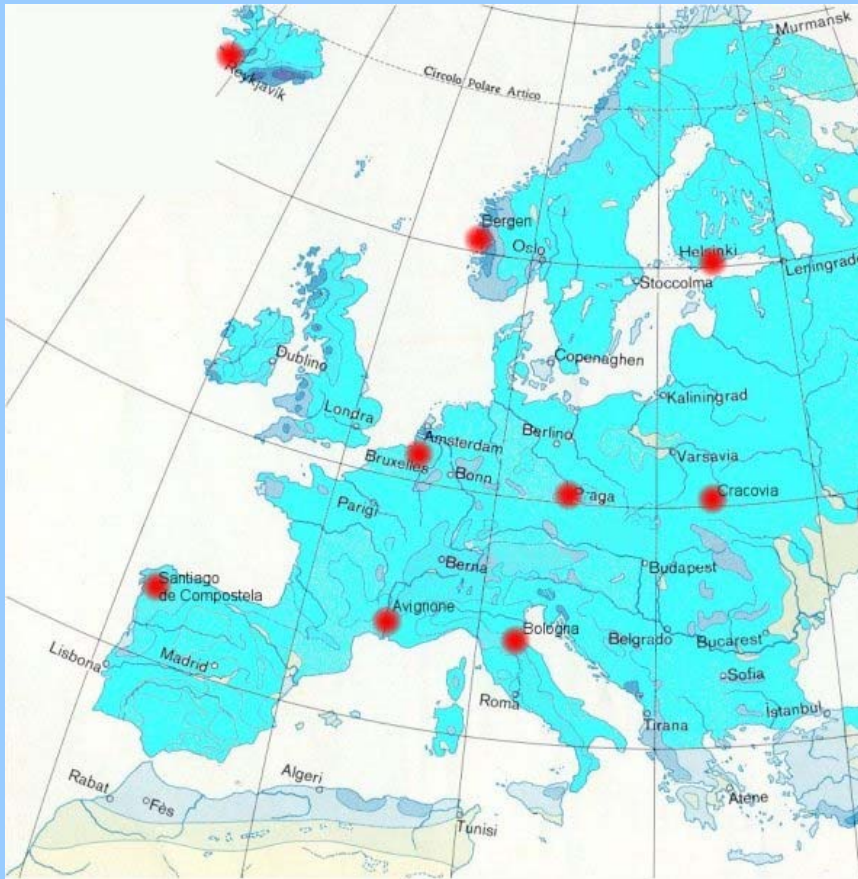 Murmansk
Reykjavik
Circolo Polare Artico
Bergen
Oslo
Helsinki
Leningrado
Stoccolma
Dublino
Copenaghen
Kaliningrad
Londra
Amsterdam
Berlino
Bruxelles
Bonn
Varsavia
Parigi
Praga
Cracovia
Berna
Budapest
Santiago
de Compostela
Avignone
Bologna
Belgrado
Bucarest
Lisbona
Madrid
Sofia
Roma
Tirana
İstanbul
Rabat
Fès
Algeri
Tunisi
Atene